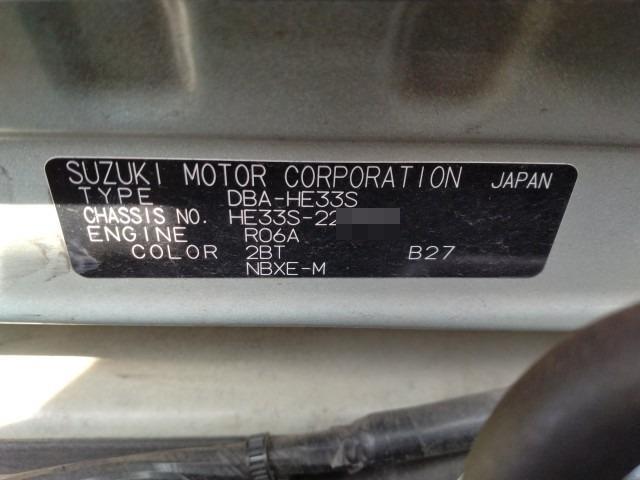 SUZUKI MOTOR CORPORATION JAPAN
TYPE DBA-HE33S
CHASSIS NO. HE33S-22
ENGINE R06A
COLOR 2BT B27
NBXE-M